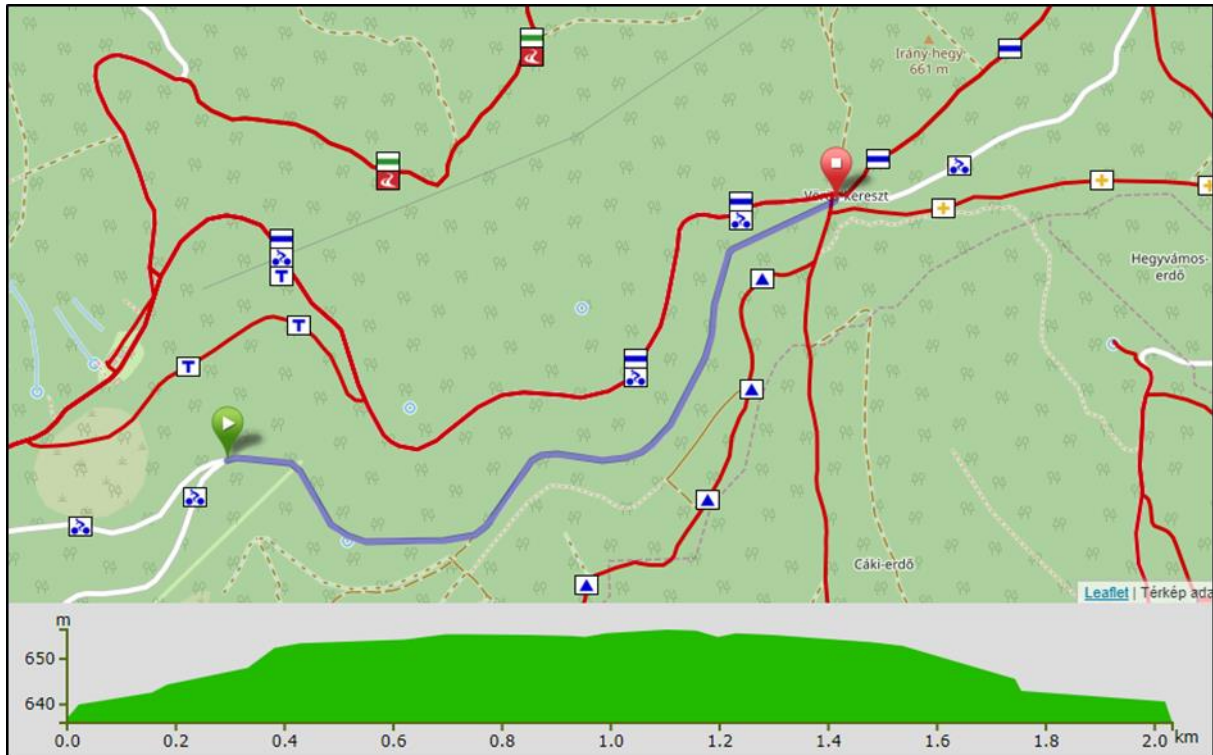 Irány-hegy
661 m
kereszt
Hegyvámos-
erdő
T
T
T
Cáki-erdő
Leaflet | Térkép ada
m
650
640
0.0 0.2 0.4 0.6 0.8 1.0 1.2 1.4 1.6 1.8 2.0 km